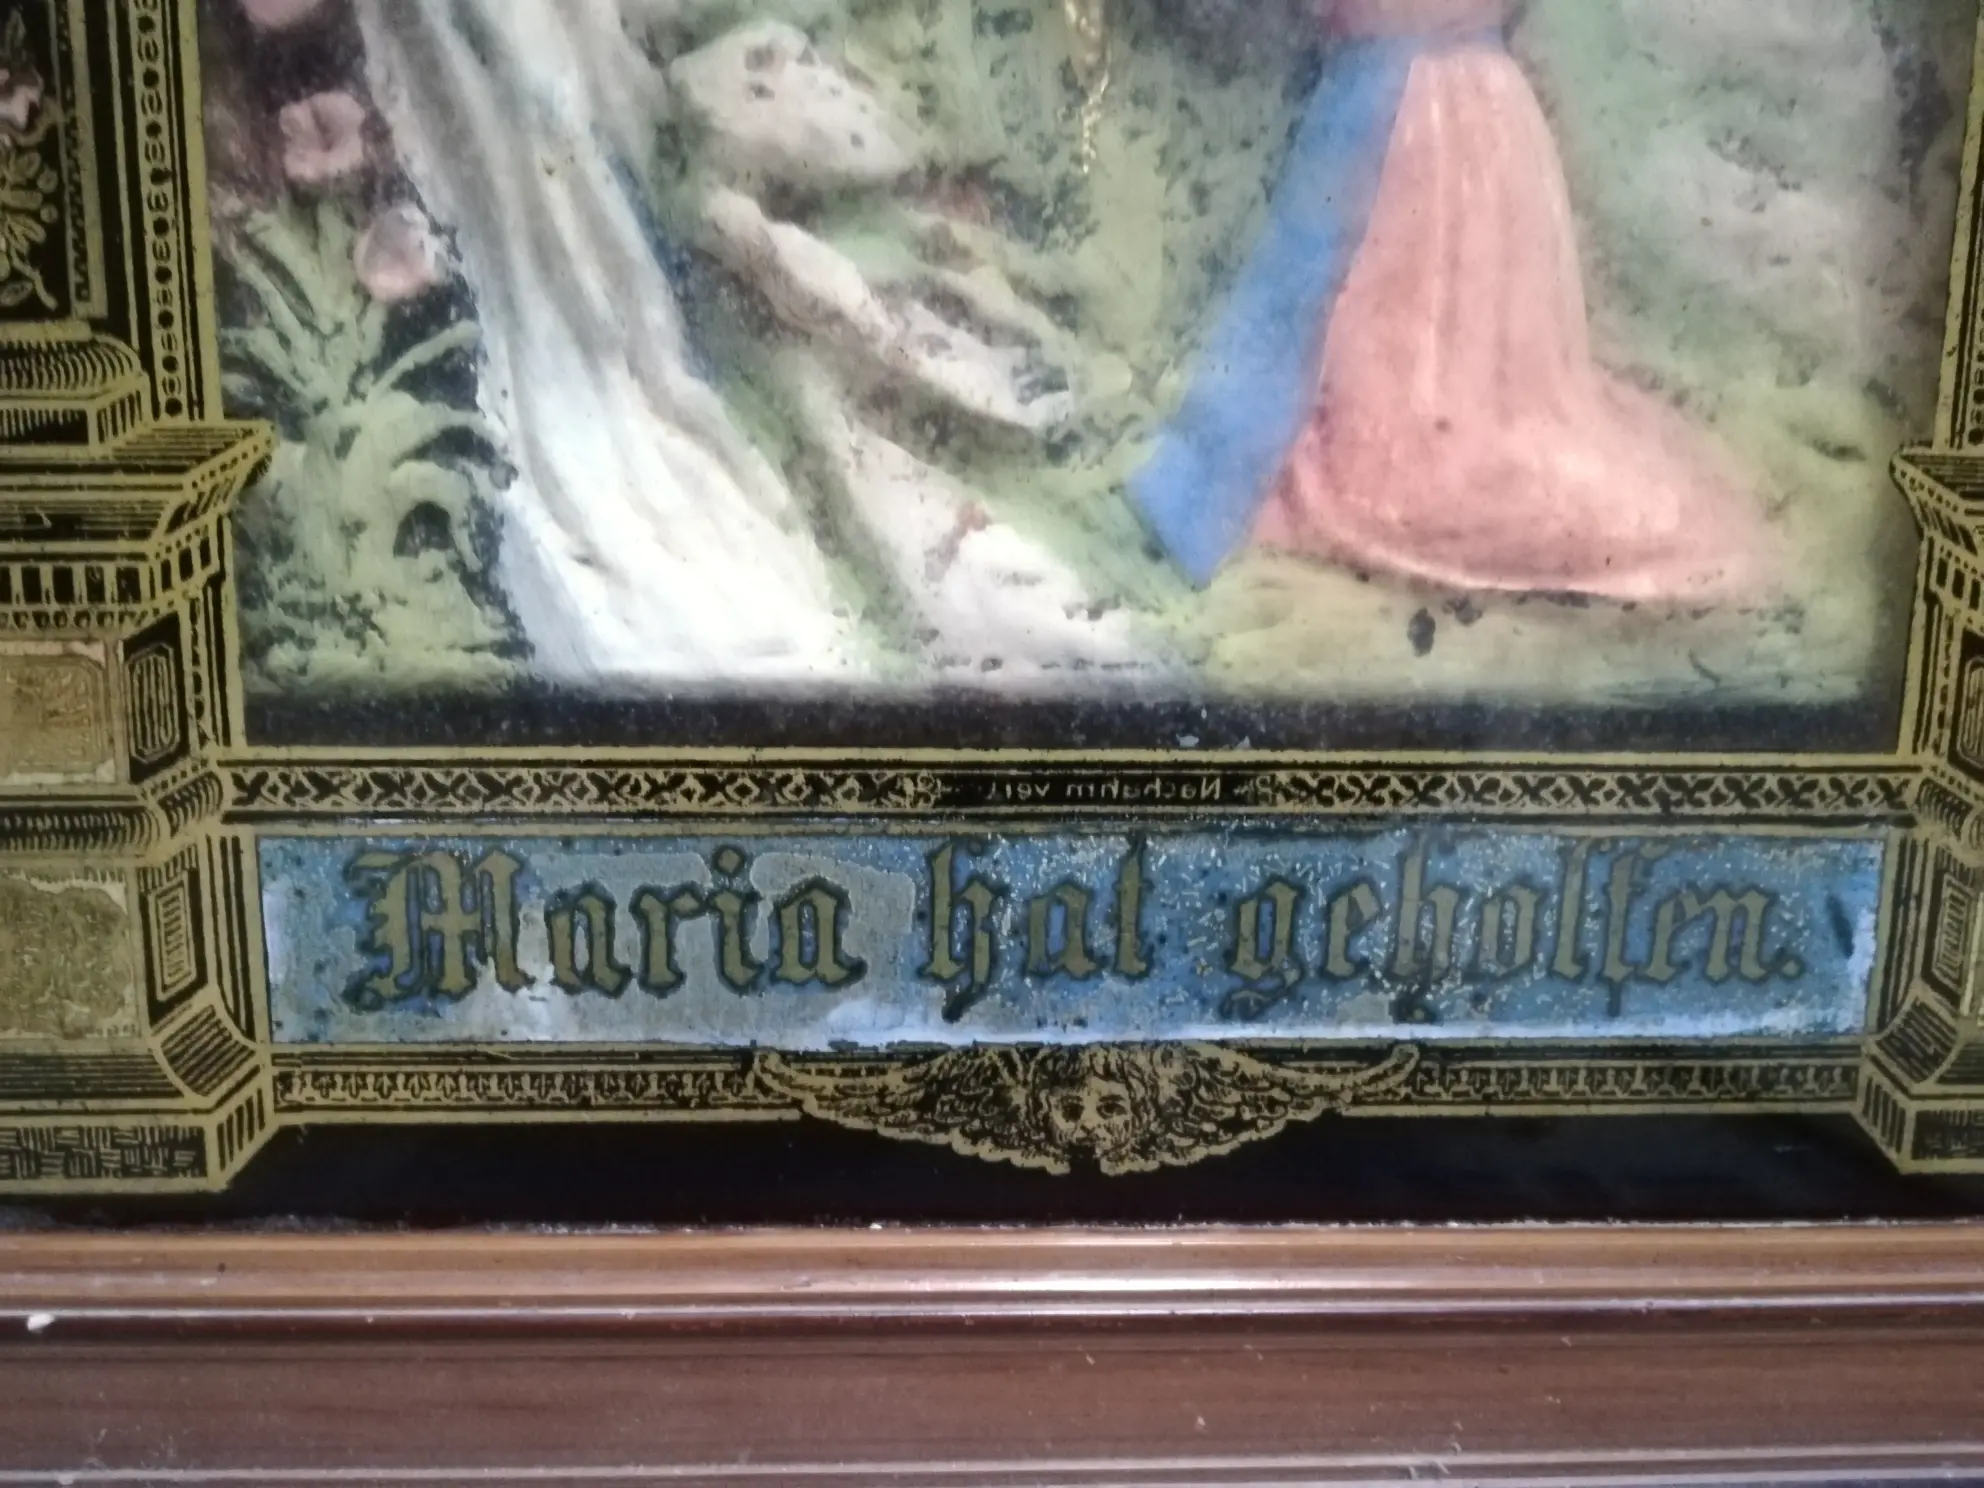 Nachahm verb
Maria hat geholfen.